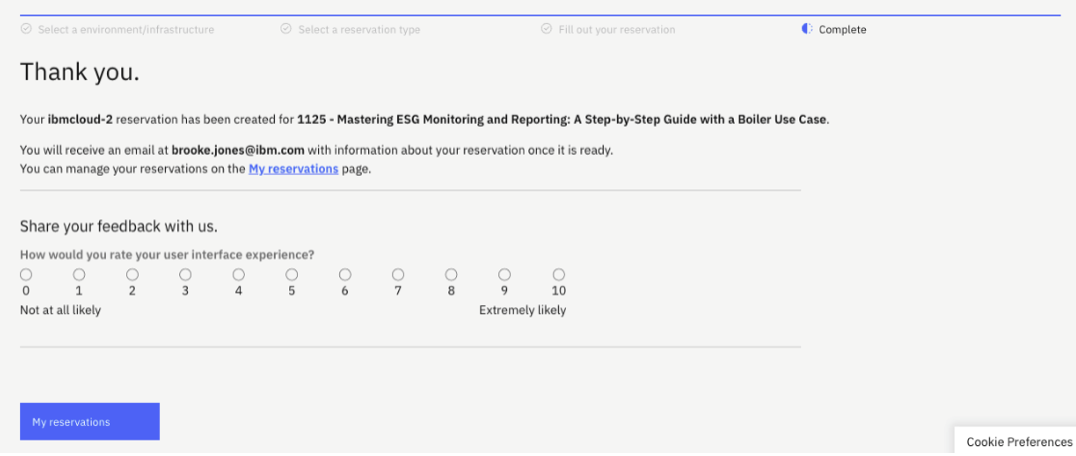 Select a environment/infrastructure Select a reservation type Fill out your reservation Complete
Thank you.
Your ibmcloud-2 reservation has been created for 1125 - Mastering ESG Monitoring and Reporting: A Step-by-Step Guide with a Boiler Use Case.
You will receive an email at brooke.jones@ibm.com with information about your reservation once it is ready.
You can manage your reservations on the My reservations page.
Share your feedback with us.
How would you rate your user interface experience?
0 1 2 3 4 5 6 7 8 9 10
Not at all likely Extremely likely
My reservations
Cookie Preferences